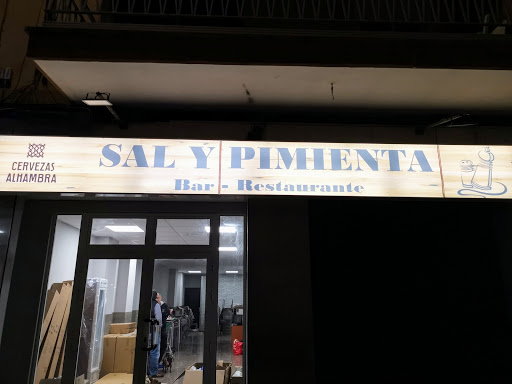 CERVEZAS
ALHAMBRA
SAL Y PIMIENTA
Bar - Restaurante